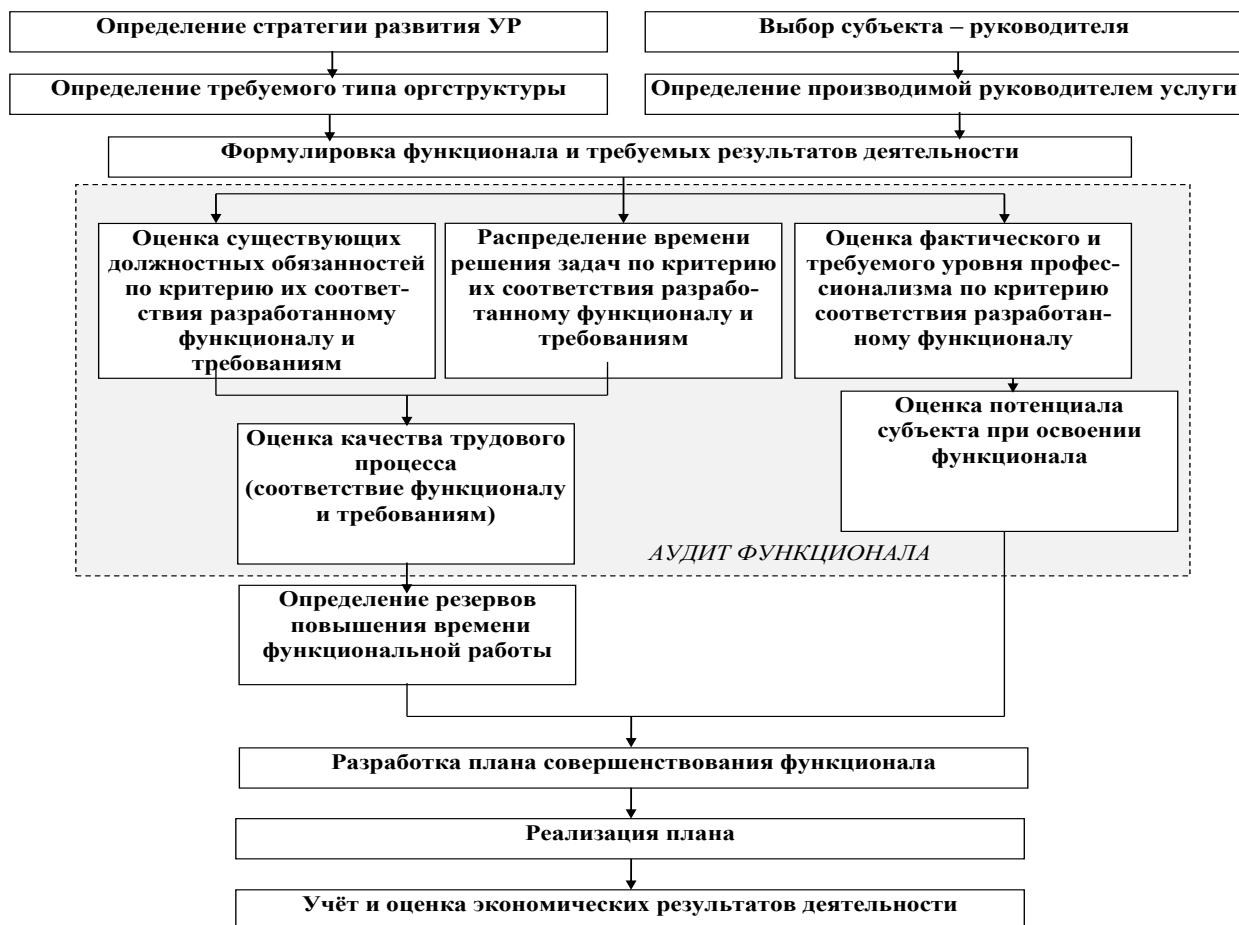 Определение стратегии развития УР
Выбор субъекта – руководителя
Определение требуемого типа оргструктуры
Определение производимой руководителем услуги
Формулировка функционала и требуемых результатов деятельности
Оценка существующих
должностных обязанностей
по критерию их соответ-
ствия разработанному
функционалу и
требованиям
Распределение времени
решения задач по критерию
их соответствия разрабо-
танному функционалу и
требованиям
Оценка фактического и
требуемого уровня профес-
сионализма по критерию
соответствия разработан-
ному функционалу
Оценка потенциала
субъекта при освоении
функционала
Оценка качества трудового
процесса
(соответствие функционалу
и требованиям)
АУДИТ ФУНКЦИОНАЛА
Определение резервов
повышения времени
функциональной работы
Разработка плана совершенствования функционала
Реализация плана
Учёт и оценка экономических результатов деятельности